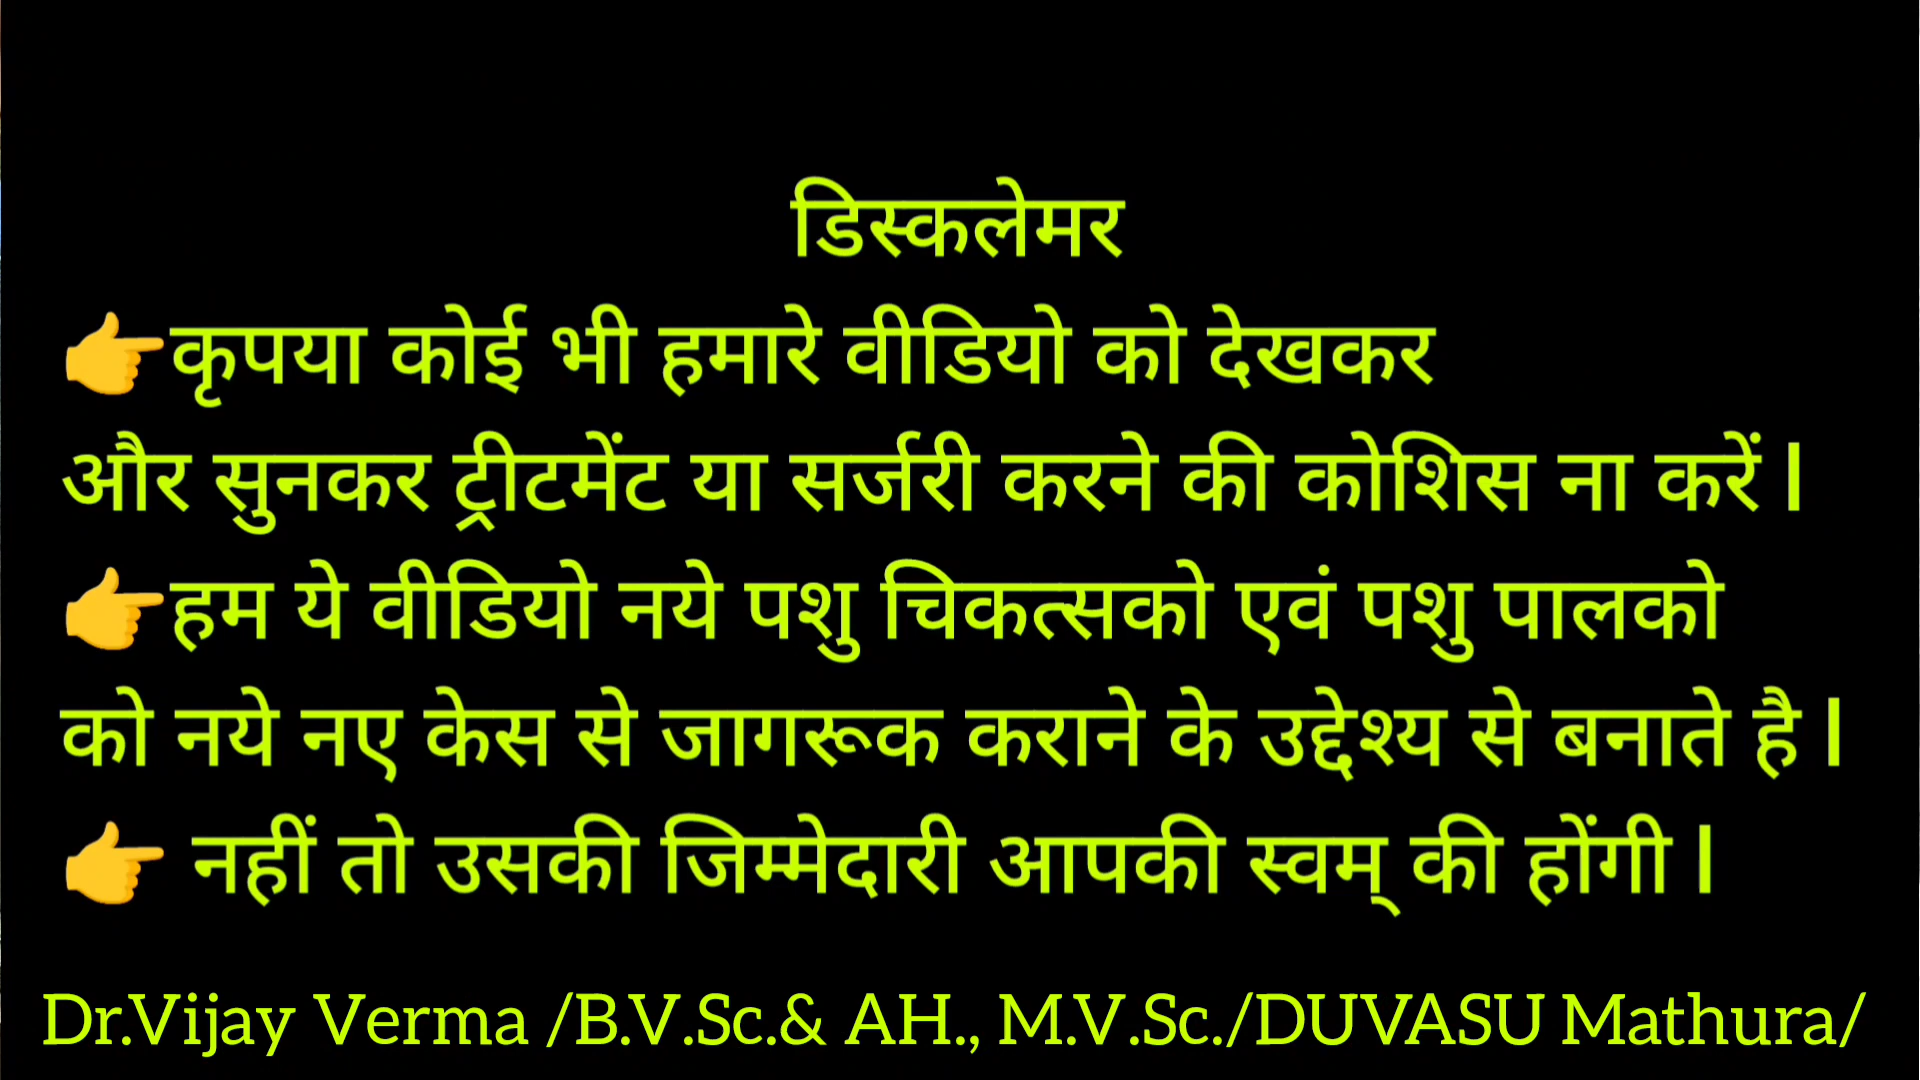 डिस्कलेमर
👉कृपया कोई भी हमारे वीडियो को देखकर
और सुनकर ट्रीटमेंट या सर्जरी करने की कोशिस ना करें।
👉हम ये वीडियो नये पशु चिकत्सको एवं पशु पालको
को नये नए केस से जागरूक कराने के उद्देश्य से बनाते है।
👉 नहीं तो उसकी जिम्मेदारी आपकी स्वम् की होंगी।
Dr.Vijay Verma /B.V.Sc.& AH., M.V.Sc./DUVASU Mathura/